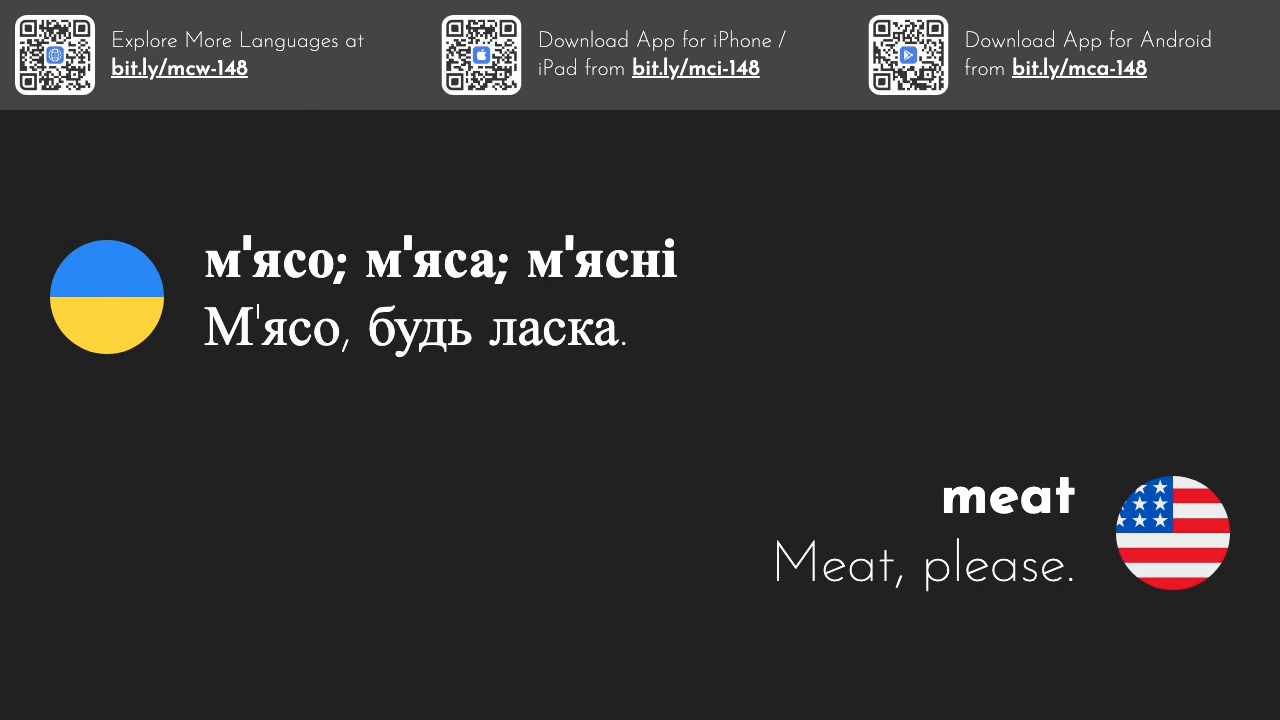 Explore More Languages at
bit.ly/mcw-148
Download App for iPhone /
iPad from bit.ly/mci-148
Download App for Android
from bit.ly/mca-148
м'ясо; м'яса; м'ясні
М'ясо, будь ласка.
meat
Meat, please.